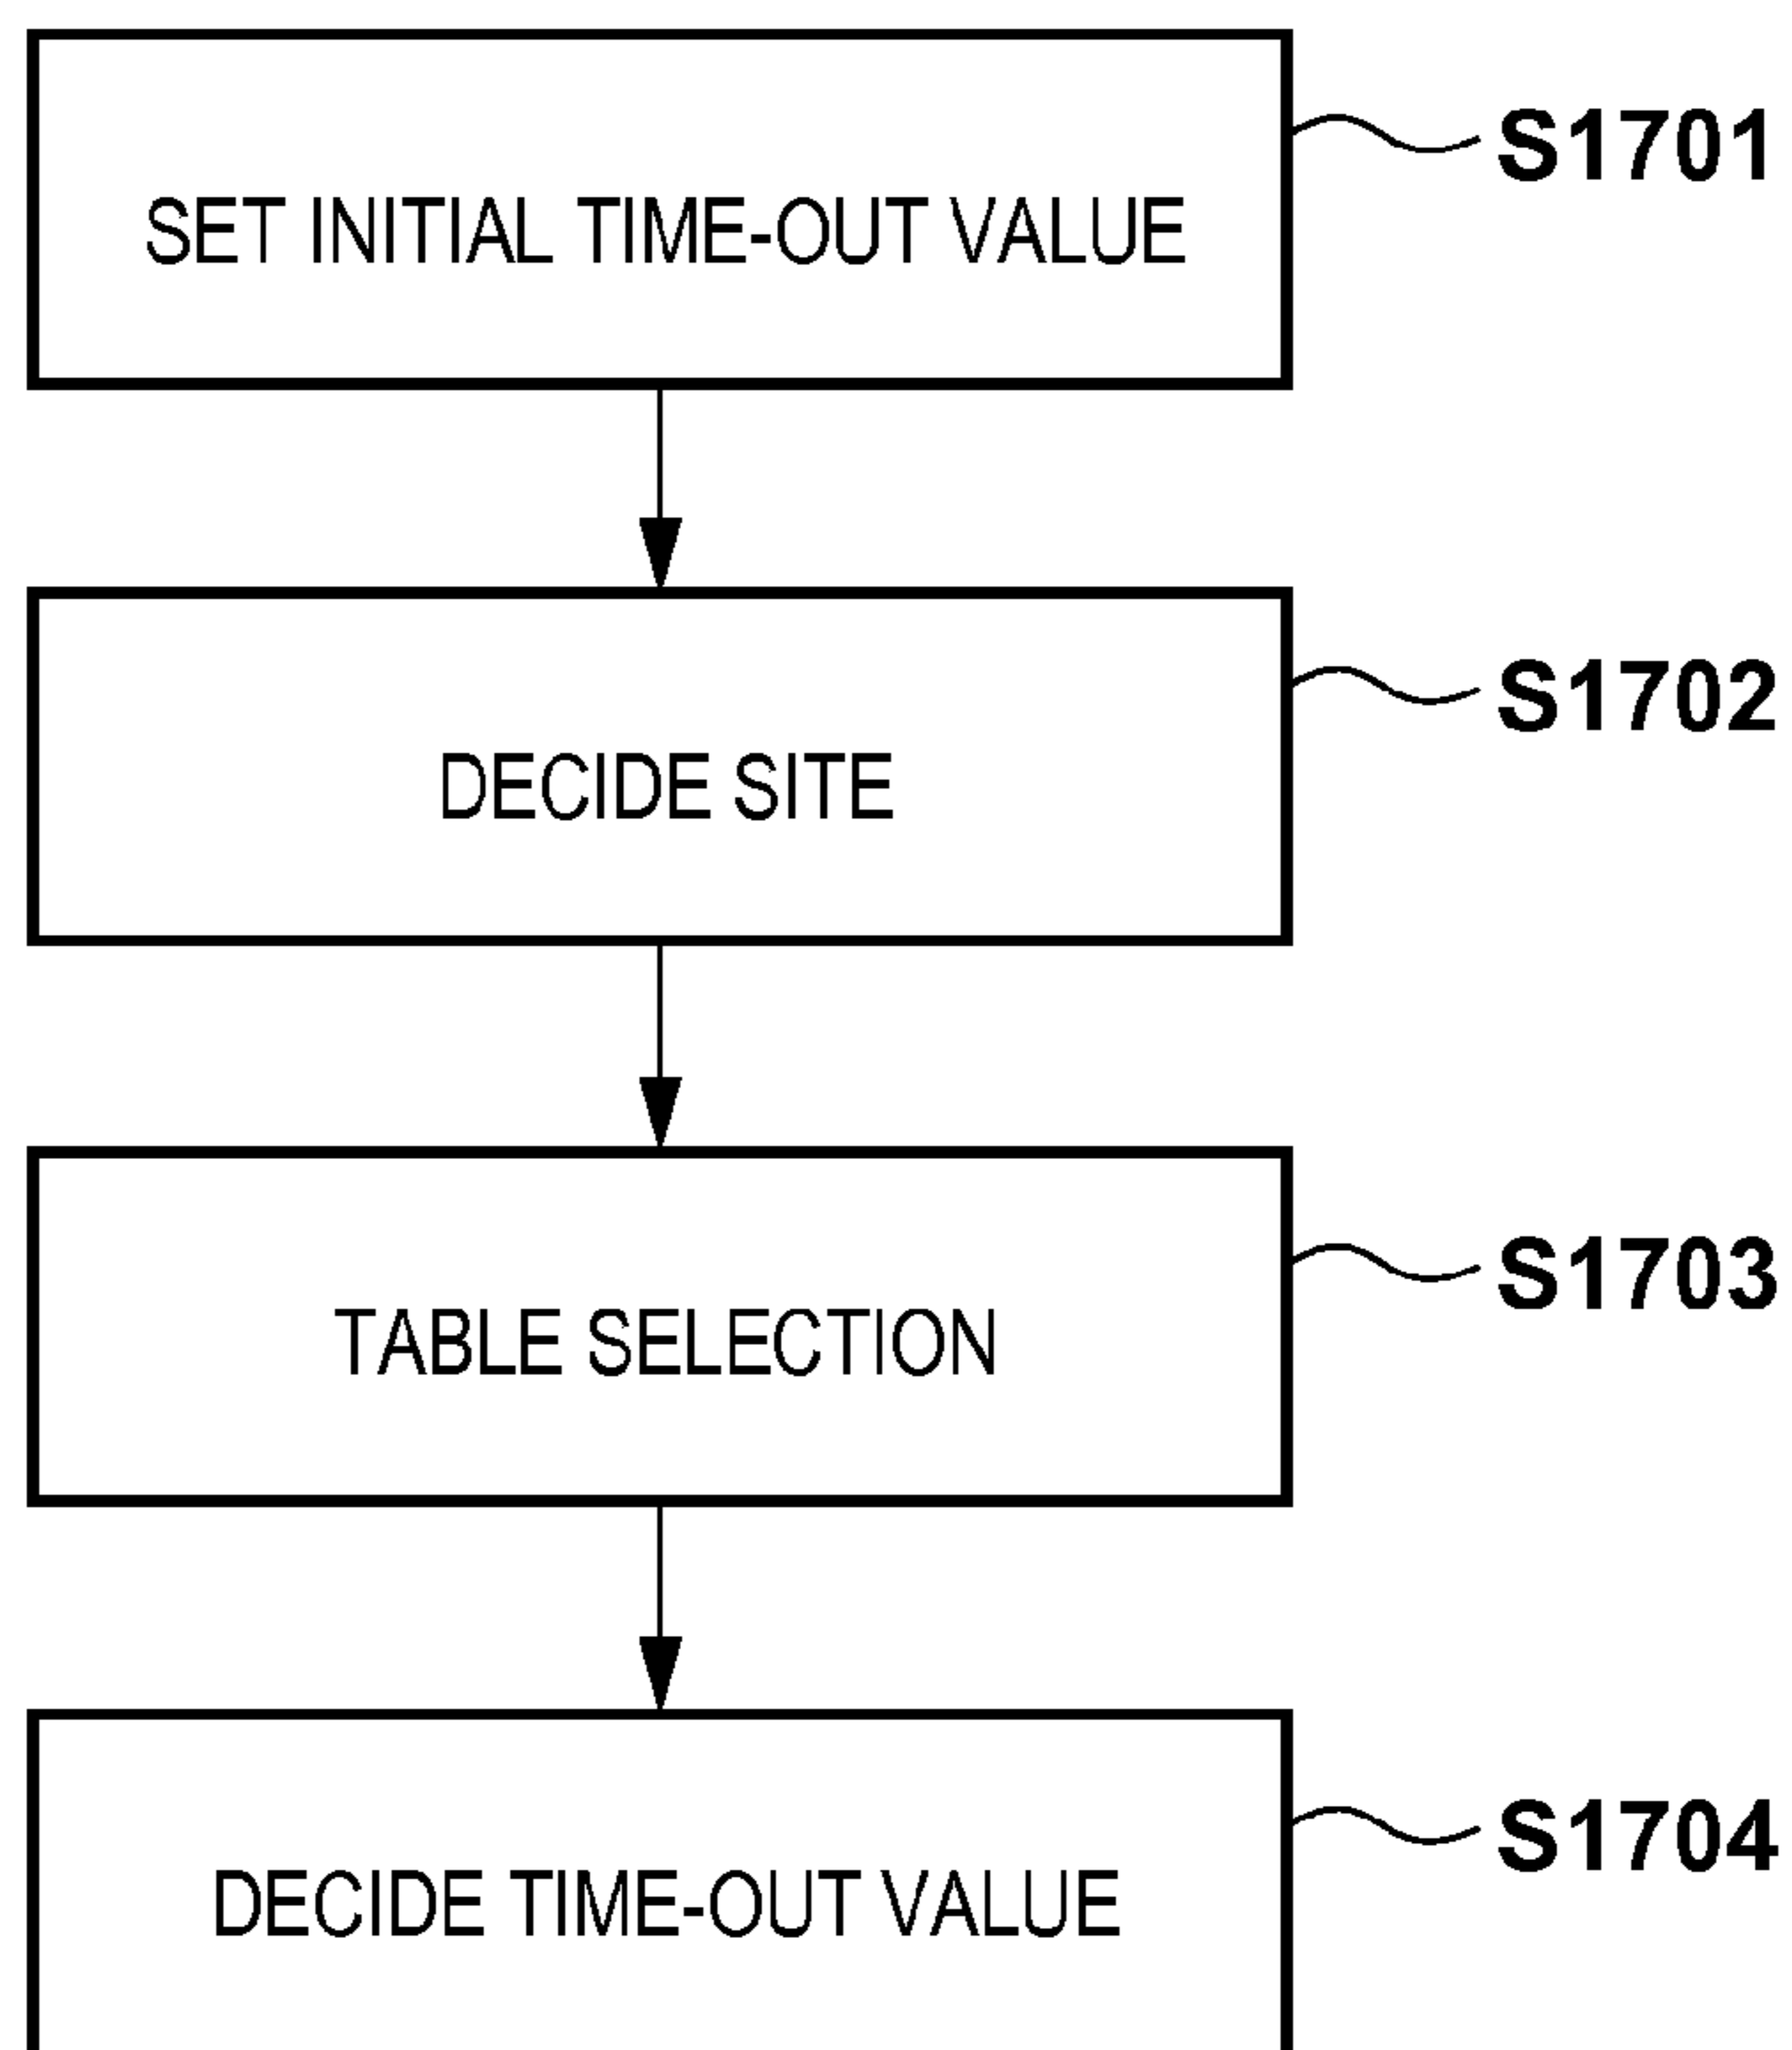 SET INITIAL TIME-OUT VALUE
S1701
DECIDE SITE
S1702
TABLE SELECTION
S1703
DECIDE TIME-OUT VALUE
S1704